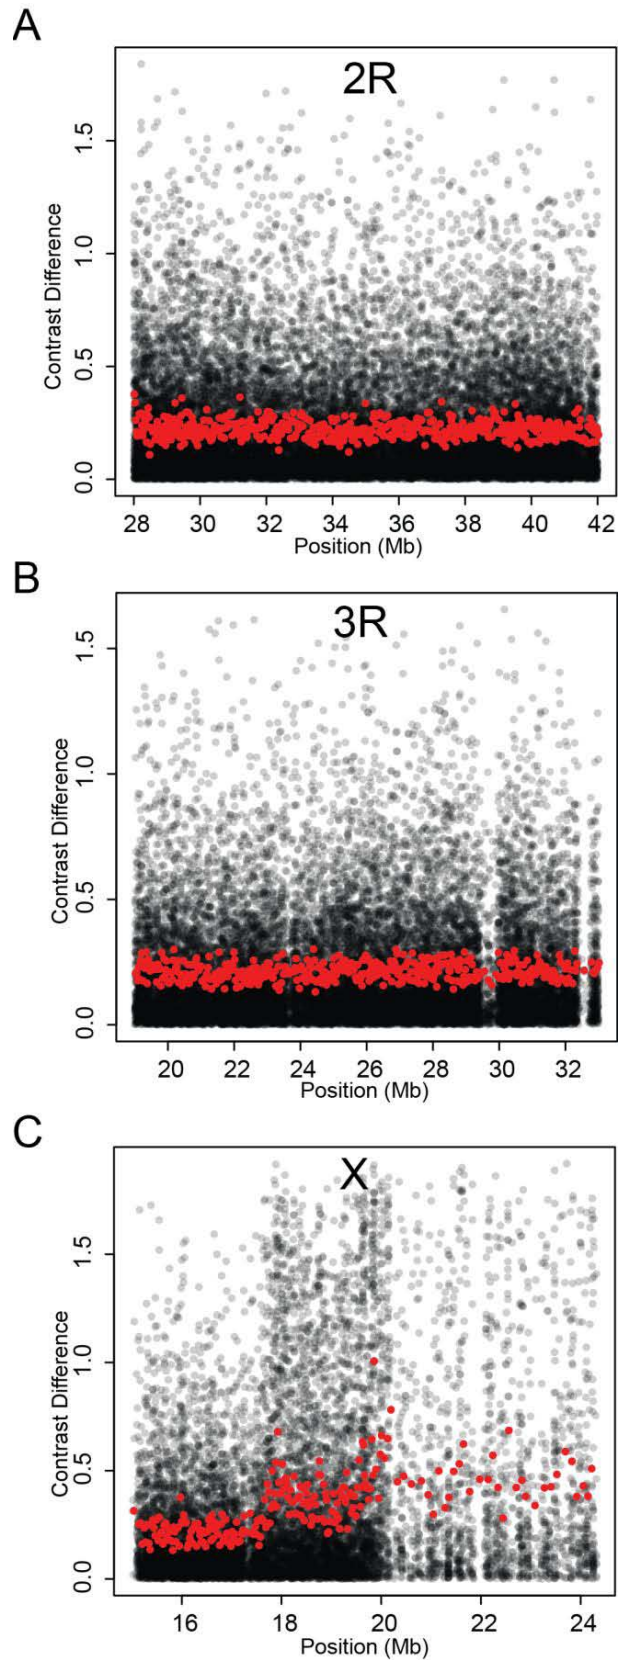 A
2R
Contrast Difference
1.5
1.0
0.5
0.0
28 30 32 34 36 38 40 42
Position (Mb)
B
3R
Contrast Difference
1.5
1.0
0.5
0.0
20 22 24 26 28 30 32
Position (Mb)
C
X
Contrast Difference
1.5
1.0
0.5
0.0
16 18 20 22 24
Position (Mb)